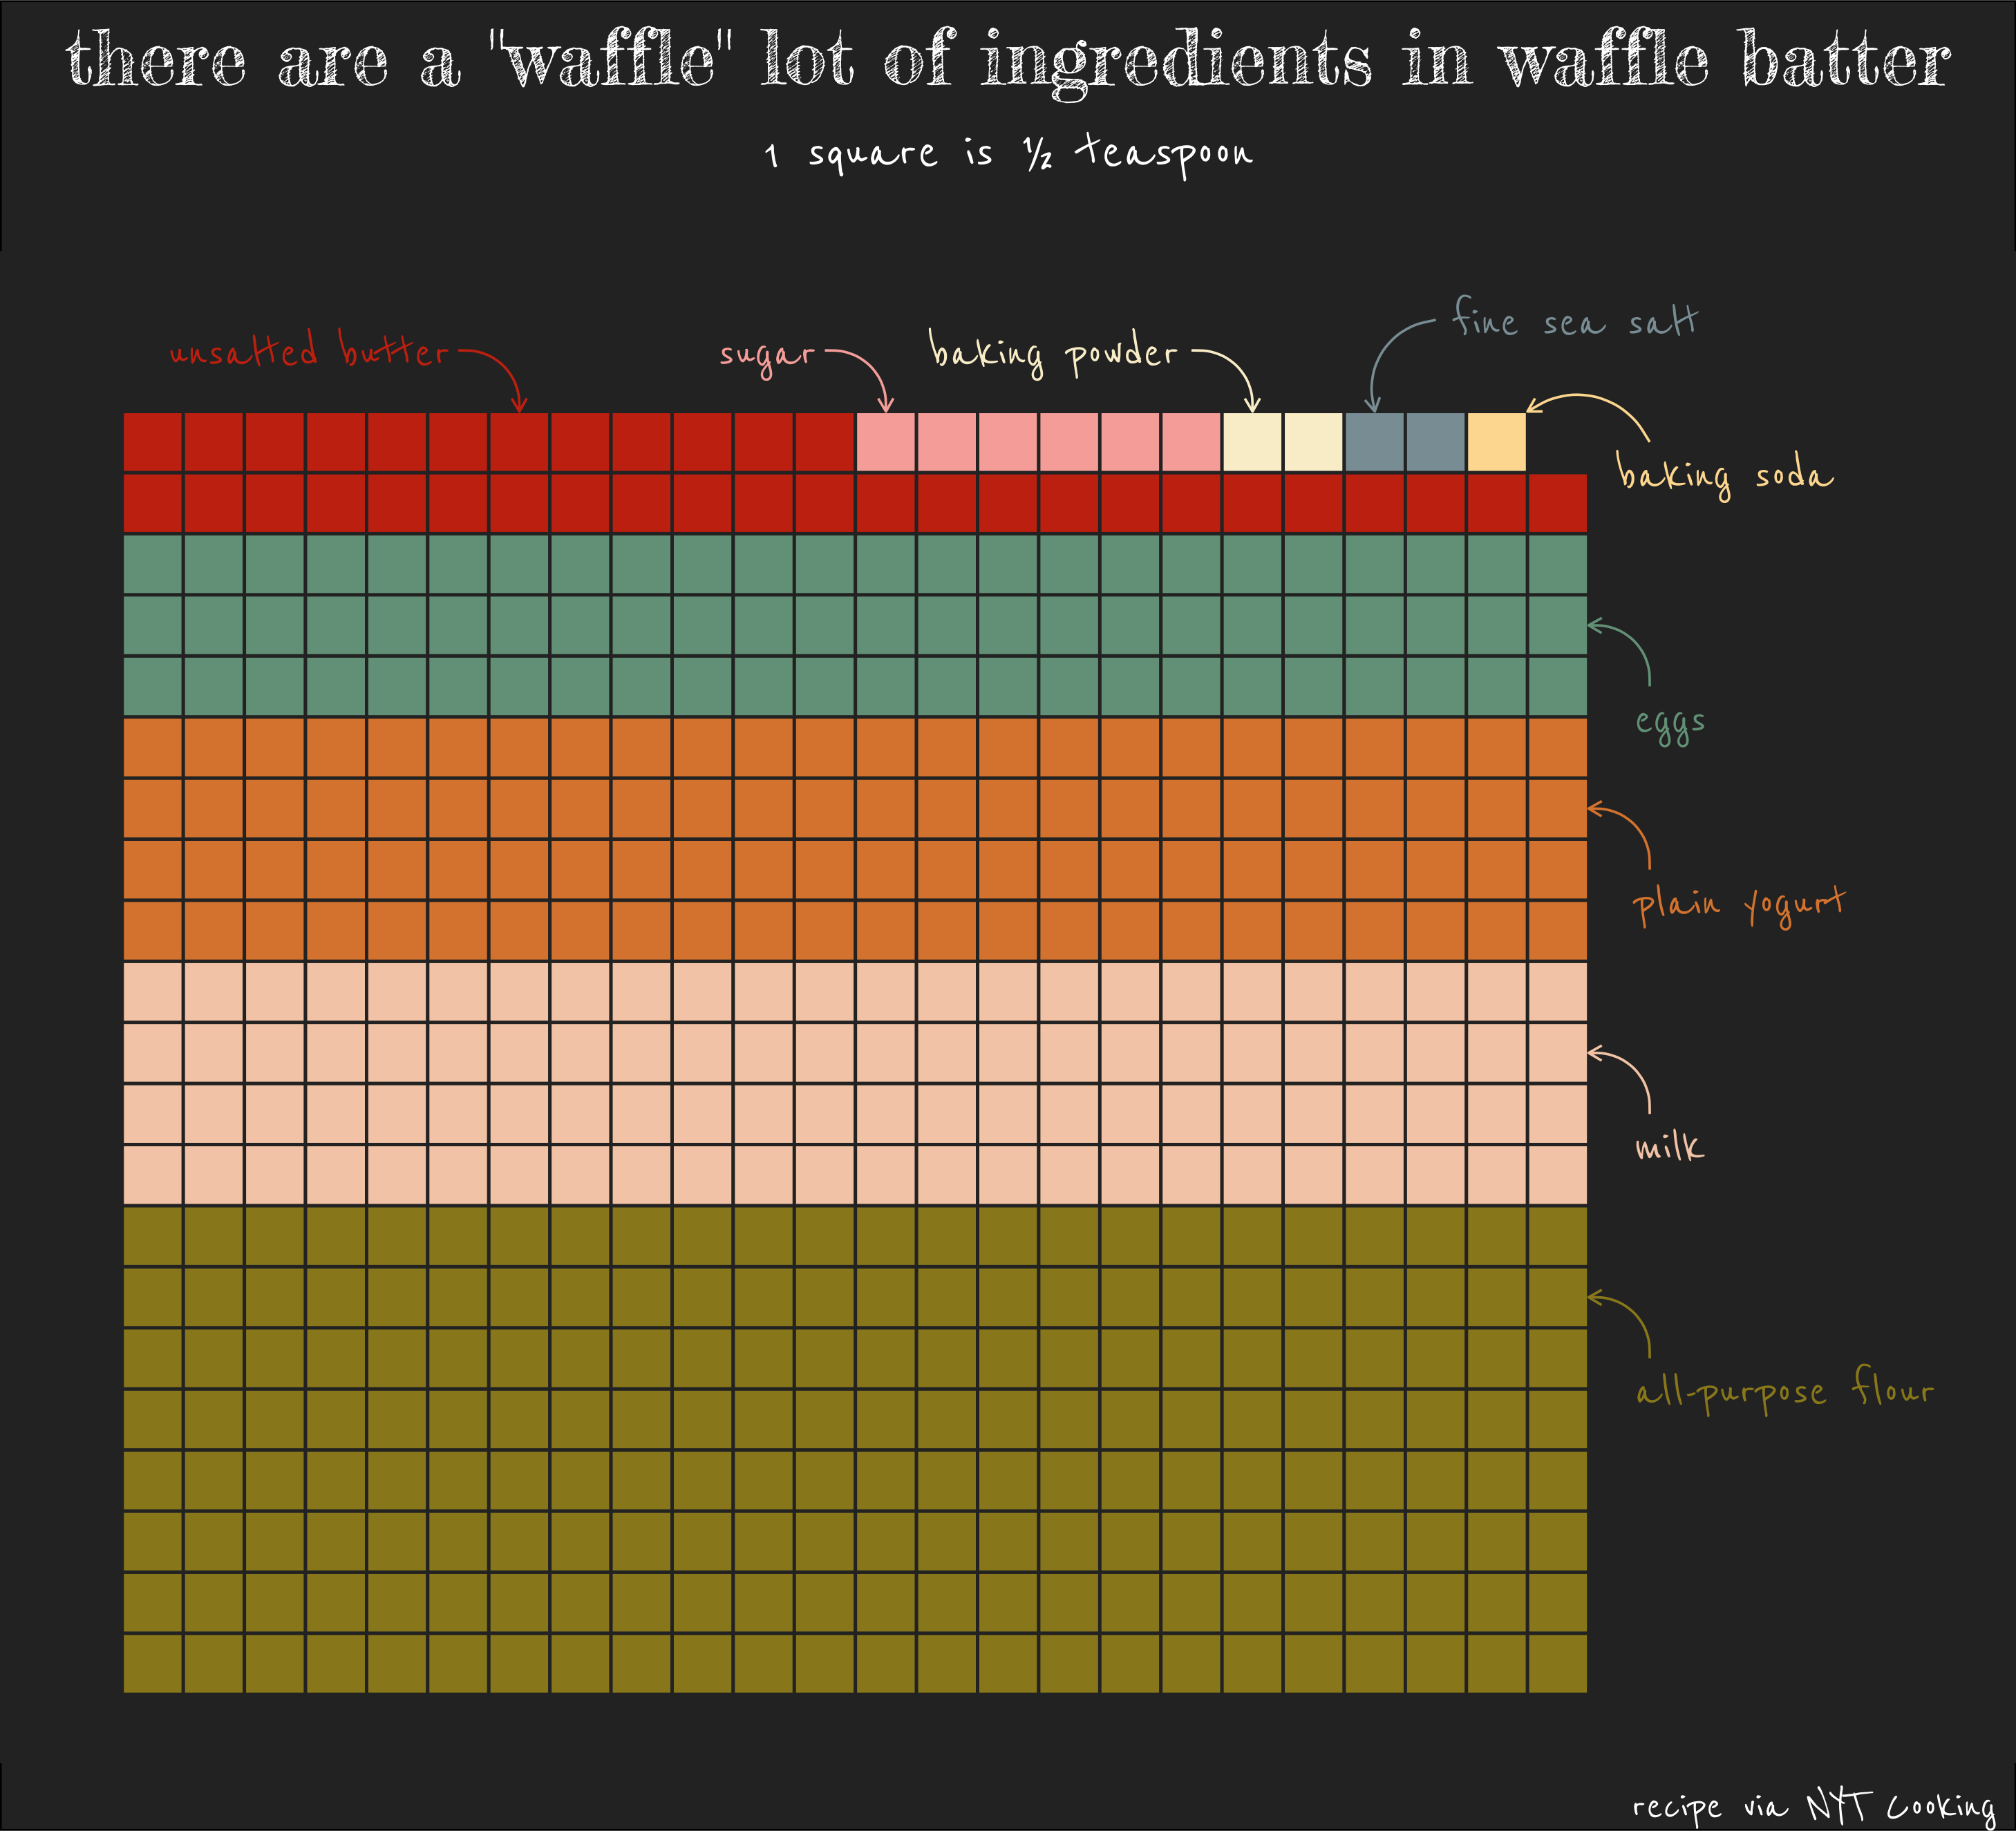 there are a "waffle" lot of ingredients in waffle batter
1 square is ½ teaspoon
fine sea salt
unsalted butter
sugar
baking powder
baking soda
eggs
plain yogurt
milk
all-purpose flour
recipe via NYT Cooking